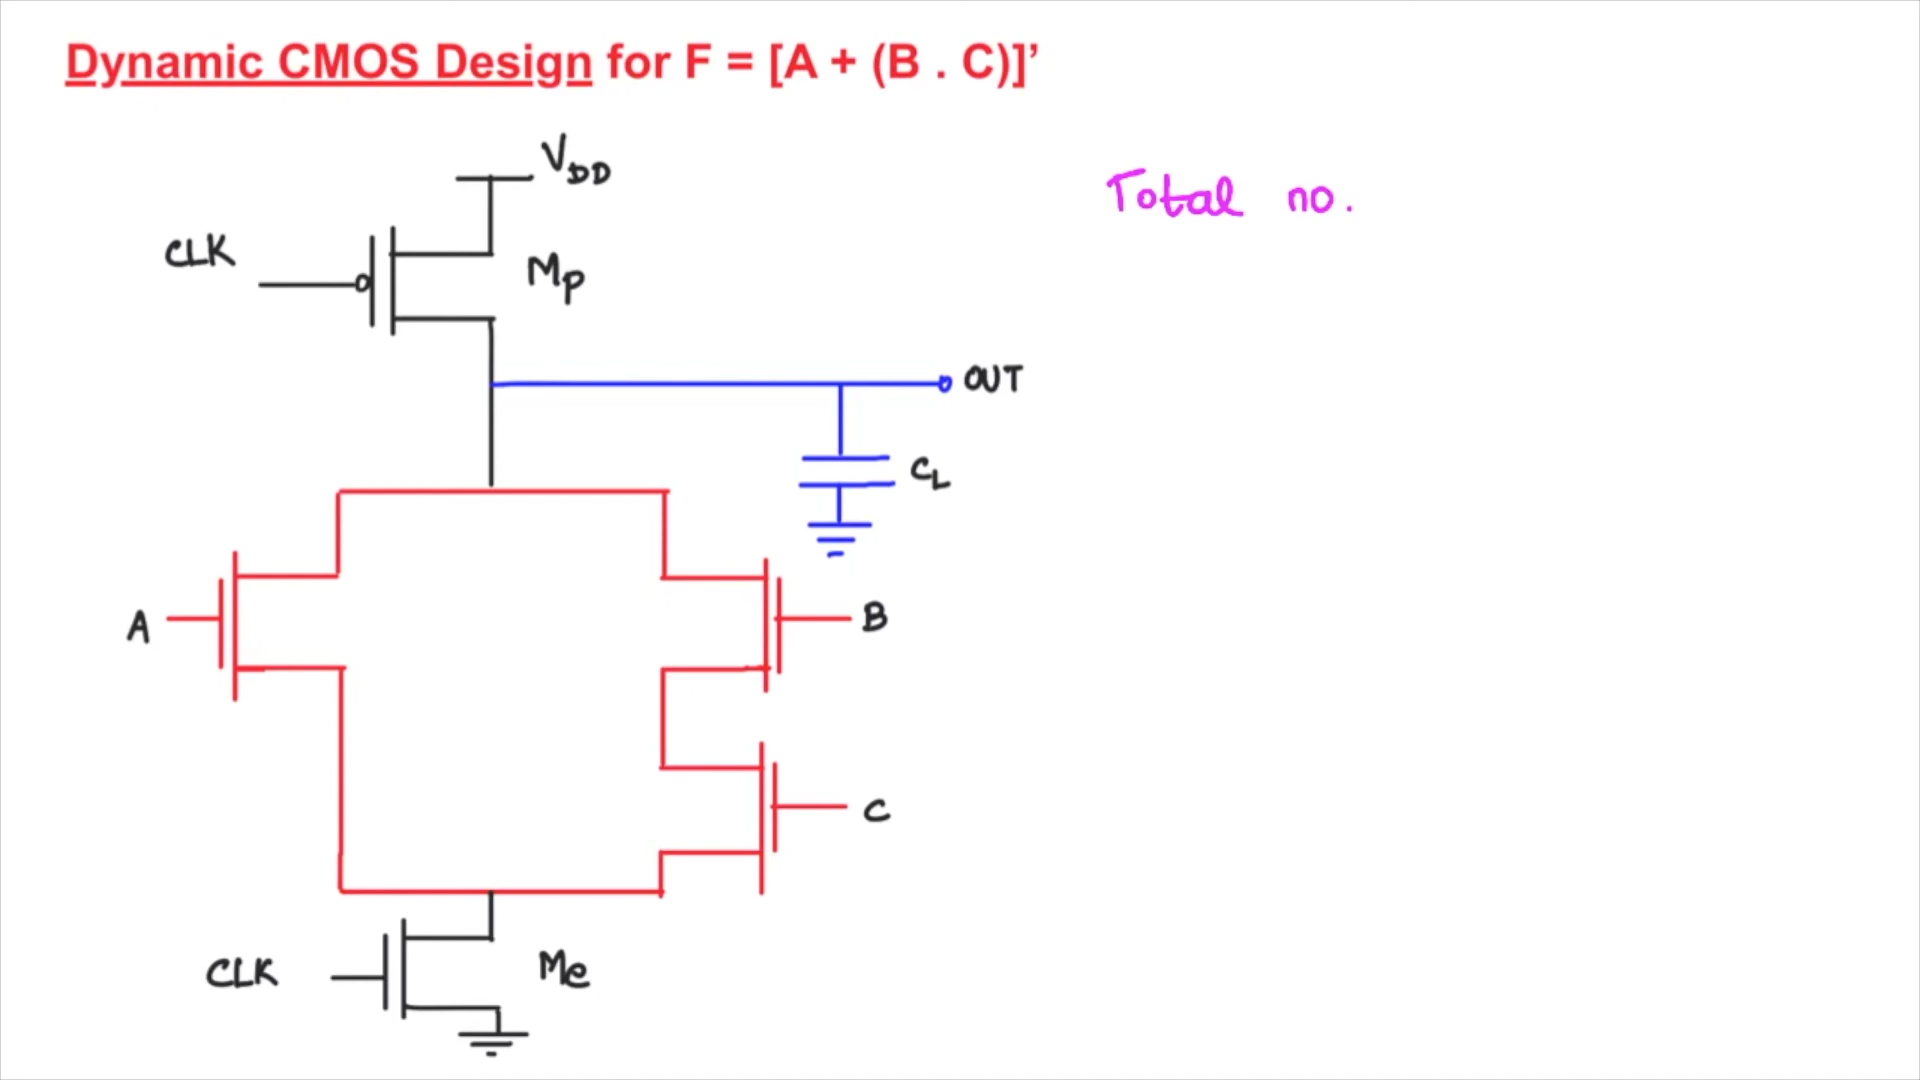 Dynamic CMOS Design for F = [A + (B . C)]’
VDD
Total no.
CLK
Mp
OUT
CL
A
B
C
CLK
Me